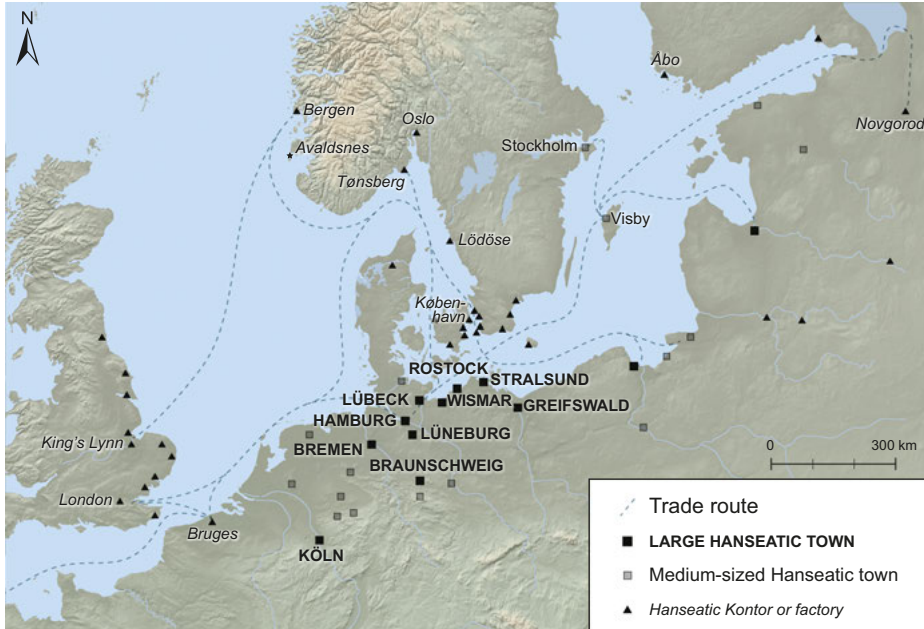 N
Bergen
Oslo
Åbo
Novgorod
Avaldsnes
Stockholm
Tønsberg
Visby
Lödöse
Køben-
havn
ROSTOCK
STRALSUND
LÜBECK
WISMAR
GREIFSWALD
HAMBURG
LÜNEBURG
King's Lynn
BREMEN
BRAUNSCHWEIG
0 300 km
London
Bruges
KÖLN
Trade route
LARGE HANSEATIC TOWN
Medium-sized Hanseatic town
Hanseatic Kontor or factory